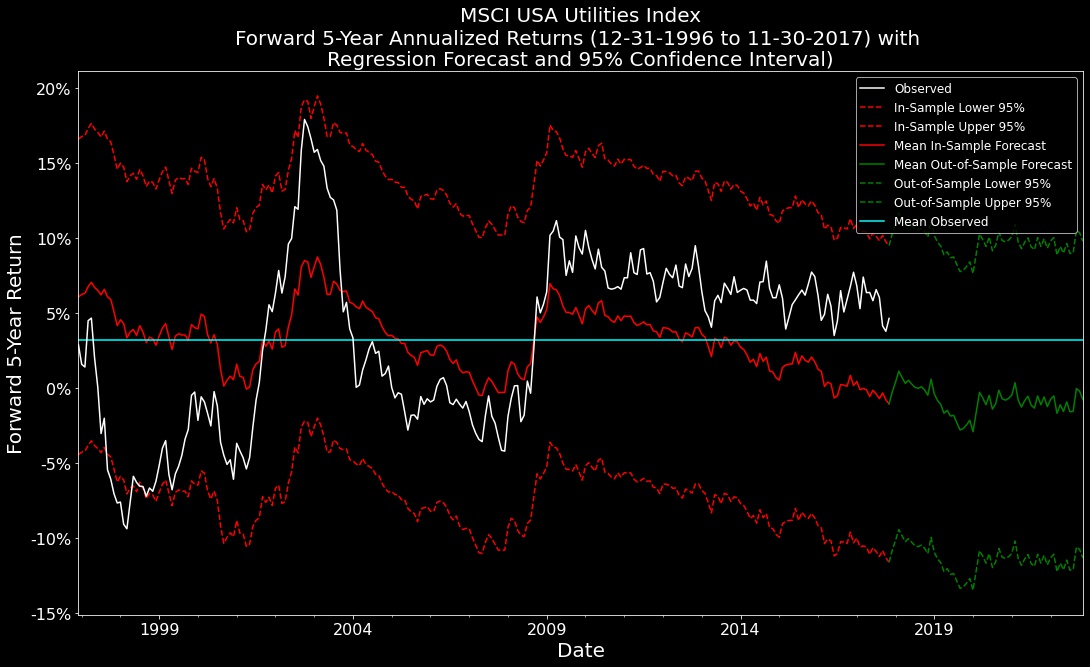 MSCI USA Utilities Index
Forward 5-Year Annualized Returns (12-31-1996 to 11-30-2017) with
Regression Forecast and 95% Confidence Interval)
Forward 5-Year Return
20%
15%
10%
5%
0%
-5%
-10%
-15%
Observed
In-Sample Lower 95%
In-Sample Upper 95%
Mean In-Sample Forecast
Mean Out-of-Sample Forecast
Out-of-Sample Lower 95%
Out-of-Sample Upper 95%
Mean Observed
1999
2004
2009
2014
2019
Date